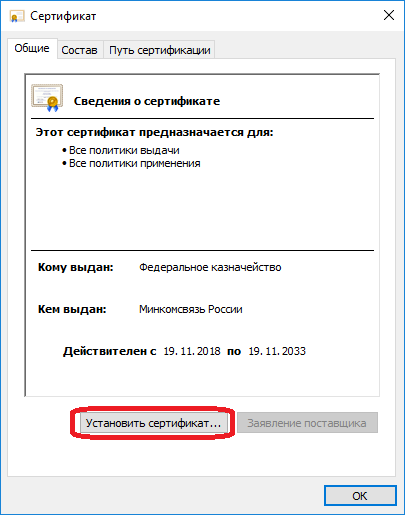 Сертификат
Общие Состав Путь сертификации
Сведения о сертификате
Этот сертификат предназначается для:
• Все политики выдачи
• Все политики применения
Кому выдан: Федеральное казначейство
Кем выдан: Минкомсвязь России
Действителен с 19. 11. 2018 по 19. 11. 2033
Установить сертификат... Заявление поставщика
ОК